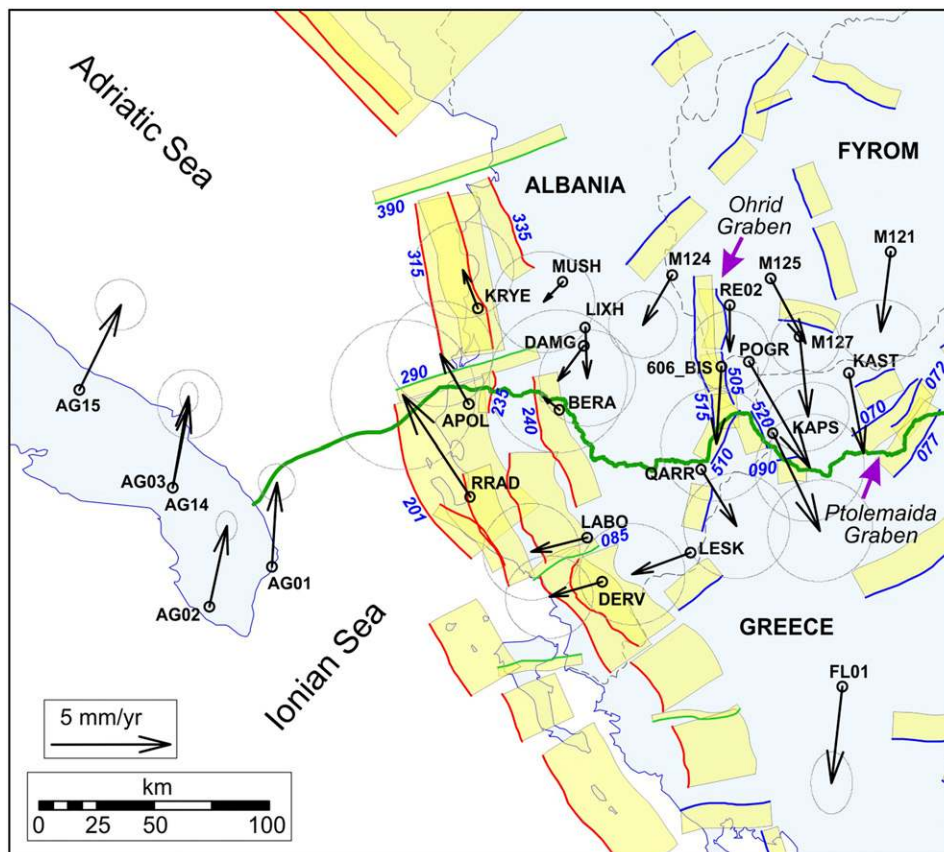 Adriatic Sea
FYROM
ALBANIA
390
335
Ohrid
Graben
315
MUSH
M124
M125
M121
KRYE
RE02
LIXH
DAMG
M127
POGR
KAST
606_BIS
290
505
072
AG15
APOL
235
BERA
515
070
240
520
KAPS
077
AG03
AG14
QARR
510
090
RRAD
201
Ptolemaida
Graben
LABO
085
LESK
AG01
AG02
DERV
GREECE
Ionian Sea
FL01
5 mm/yr
km
0 25 50 100